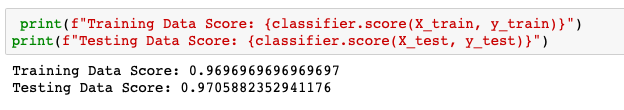 print(f"Training Data Score: {classifier.score(X_train, y_train)}")
print(f"Testing Data Score: {classifier.score(X_test, y_test)}")
Training Data Score: 0.9696969696969697
Testing Data Score: 0.9705882352941176